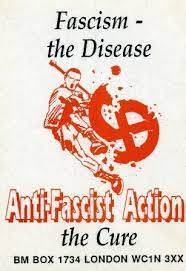 Fascism -
the Disease
Anti-Fascist Action
the Cure
BM BOX 1734 LONDON WC1N 3XX